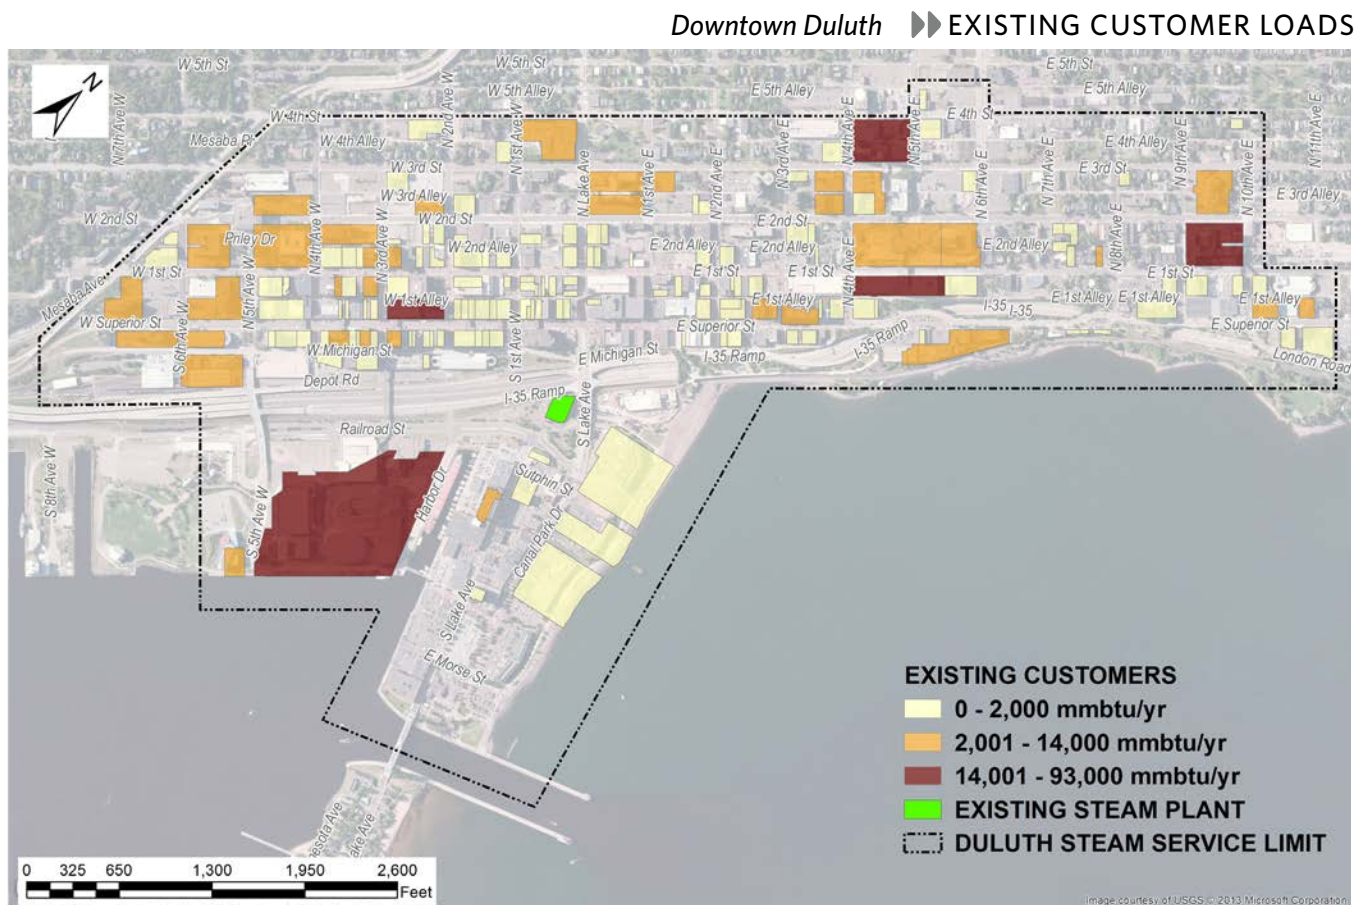 Downtown Duluth EXISTING CUSTOMER LOADS
W 5th St
W 5th St
E 5th St
W 5th Alley
E 5th Alley
E 5th Alley
N
N 7th Ave W
Mesaba Pl
W 4th St
W 4th Alley
N 2nd Ave W
N 1st Ave W
N 3rd Ave E
N 4th Ave E
N 5th Ave E
E 4th St
E 4th Alley
N 11th Ave E
W 3rd St
N Lake Ave
N 1st Ave E
N 2nd Ave E
N 6th Ave E
N 7th Ave E
E 3rd St
N 9th Ave E
N 10th Ave E
E 3rd Alley
W 3rd Alley
W 2nd St
W 2nd St
E 2nd St
Priley Dr
N 4th Ave W
N 3rd Ave W
W 2nd Alley
E 2nd Alley
E 2nd Alley
E 2nd Alley
N 8th Ave E
W 1st St
E 1st St
E 1st St
N 4th Ave E
E 1st St
Mesaba Ave
N 5th Ave W
W 1st Alley
E 1st Alley
I-35
I-35
E 1st Alley
E 1st Alley
E 1st Alley
W Superior St
S 6th Ave W
S 1st Ave W
E Superior St
E Superior St
W Michigan St
E Michigan St
I-35 Ramp
I-35 Ramp
London Road
Depot Rd
I-35 Ramp
S Lake Ave
Railroad St
S 8th Ave W
S 5th Ave W
Harbor Dr
Sutphin St
Canal Park Dr
S Lake Ave
E Morse St
EXISTING CUSTOMERS
0 - 2,000 mmbtu/yr
2,001 - 14,000 mmbtu/yr
14,001 - 93,000 mmbtu/yr
EXISTING STEAM PLANT
DULUTH STEAM SERVICE LIMIT
nesota Ave
ake Ave
0 325 650 1,300 1,950 2,600
Feet
Image courtesy of USGS © 2013 Microsoft Corporation